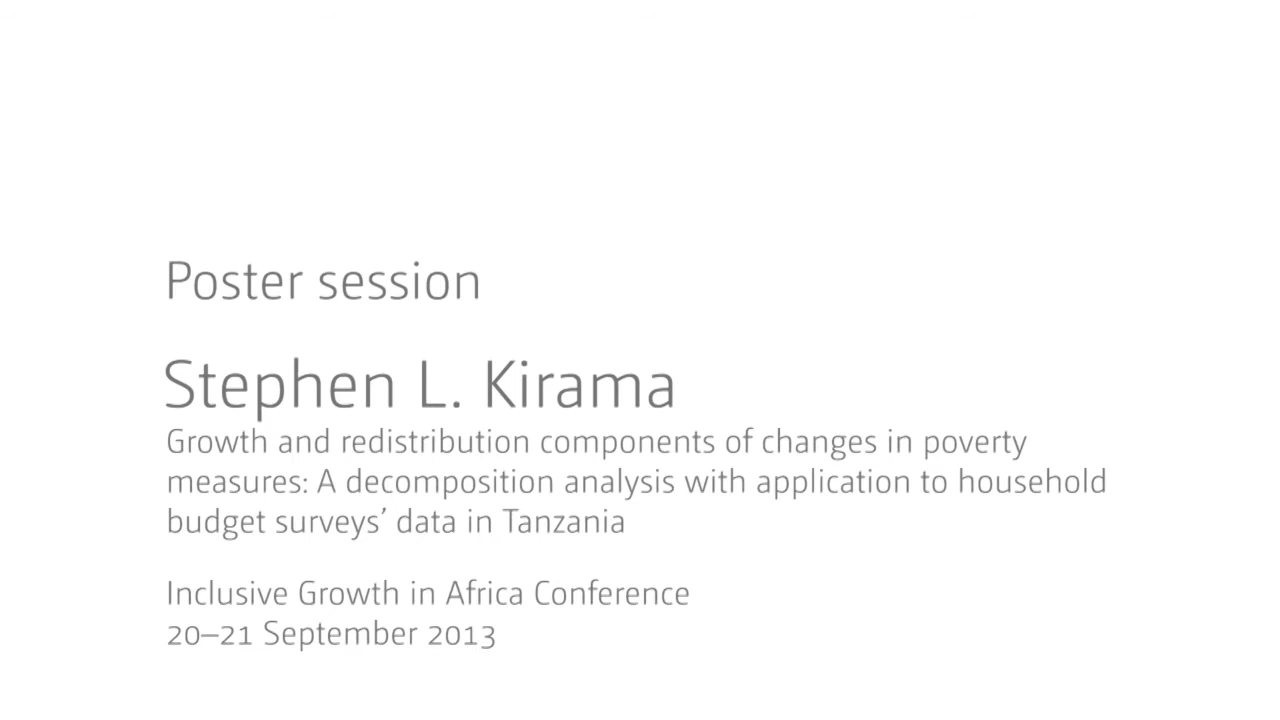 Poster session
Stephen L. Kirama
Growth and redistribution components of changes in poverty
measures: A decomposition analysis with application to household
budget surveys’ data in Tanzania
Inclusive Growth in Africa Conference
20–21 September 2013